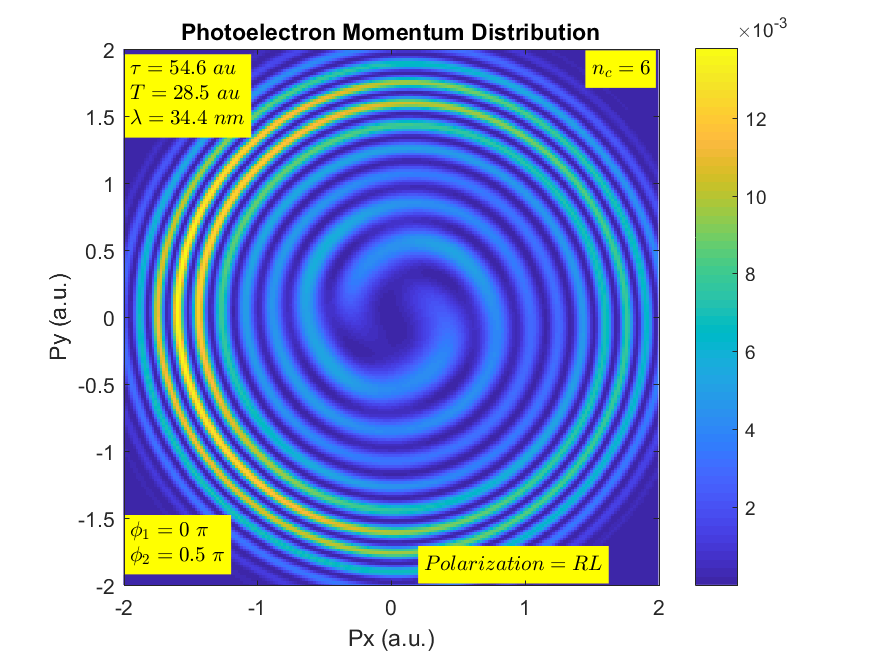 Photoelectron Momentum Distribution
×10⁻³
τ = 54.6 au
T = 28.5 au
λ = 34.4 nm
n_c = 6
ϕ₁ = 0 π
ϕ₂ = 0.5 π
Polarization = RL
2
1.5
1
0.5
0
-0.5
-1
-1.5
-2
Py (a.u.)
-2
-1
0
1
2
Px (a.u.)
12
10
8
6
4
2